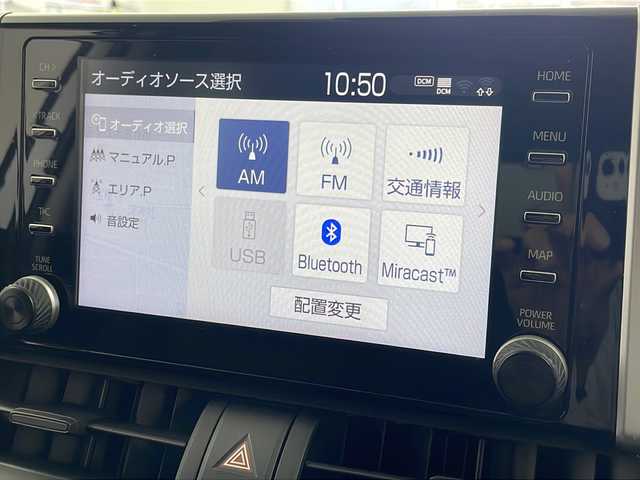 オーディオソース選択 10:50 DCM DCM
オーディオ選択
マニュアル.P
エリア.P
音設定
AM FM 交通情報
USB Bluetooth Miracast™
配置変更
CH >
TRACK
PHONE
T/C
TUNE
SCROLL
HOME
MENU
AUDIO
MAP
POWER
VOLUME